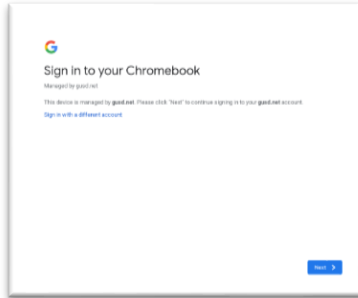 Sign in to your Chromebook
Managed by gusd.net
This device is managed by gusd.net. Please click "Next" to continue signing in to your gusd.net account.
Sign in with a different account
Next